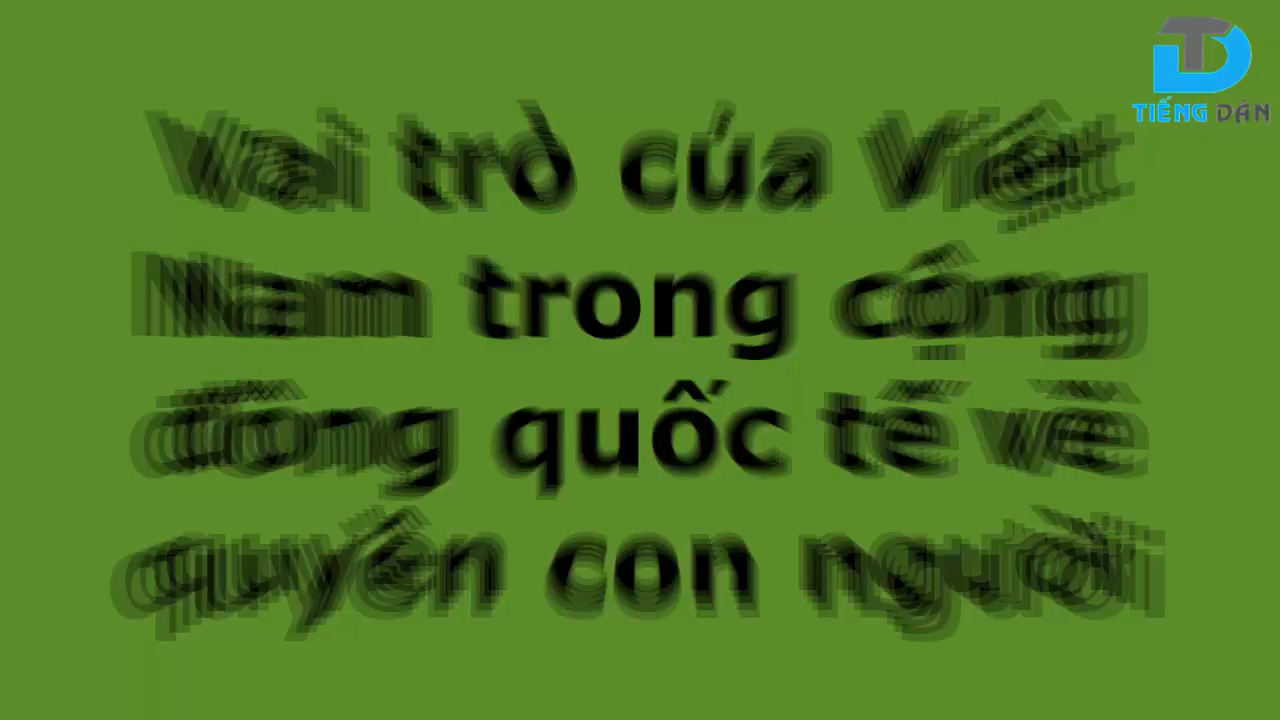 TIẾNG DÂN
Vai trò của Việt
Nam trong cộng
đồng quốc tế về
quyền con người